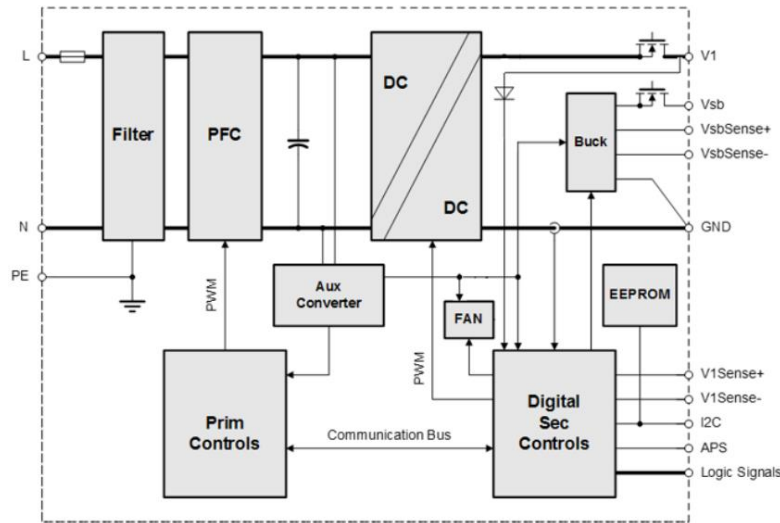 L
V1
DC
Vsb
Filter
PFC
Buck
VsbSense+
VsbSense-
DC
N
GND
PE
PWM
Aux
Converter
FAN
EEPROM
PWM
Prim
Controls
Communication Bus
Digital
Sec
Controls
V1Sense+
V1Sense-
I2C
APS
Logic Signals